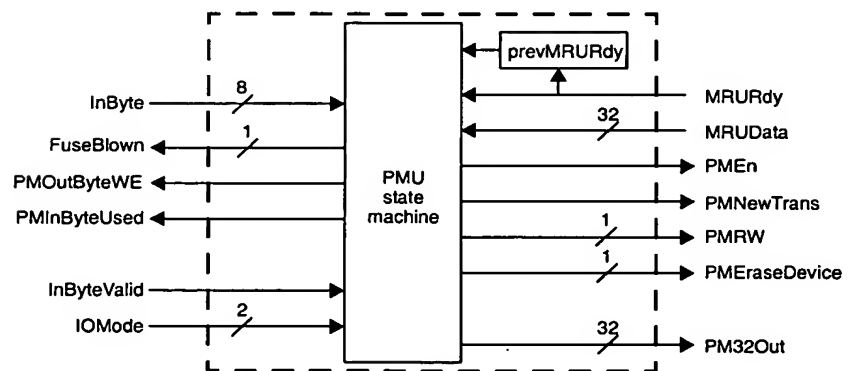 prevMRURdy
InByte
8
MRURdy
FuseBlown
1
32
MRUData
PMOutByteWE
PMU
state
machine
PMEn
PMInByteUsed
PMNewTrans
1
PMRW
1
PMEraseDevice
InByteValid
IOMode
2
32
PM32Out